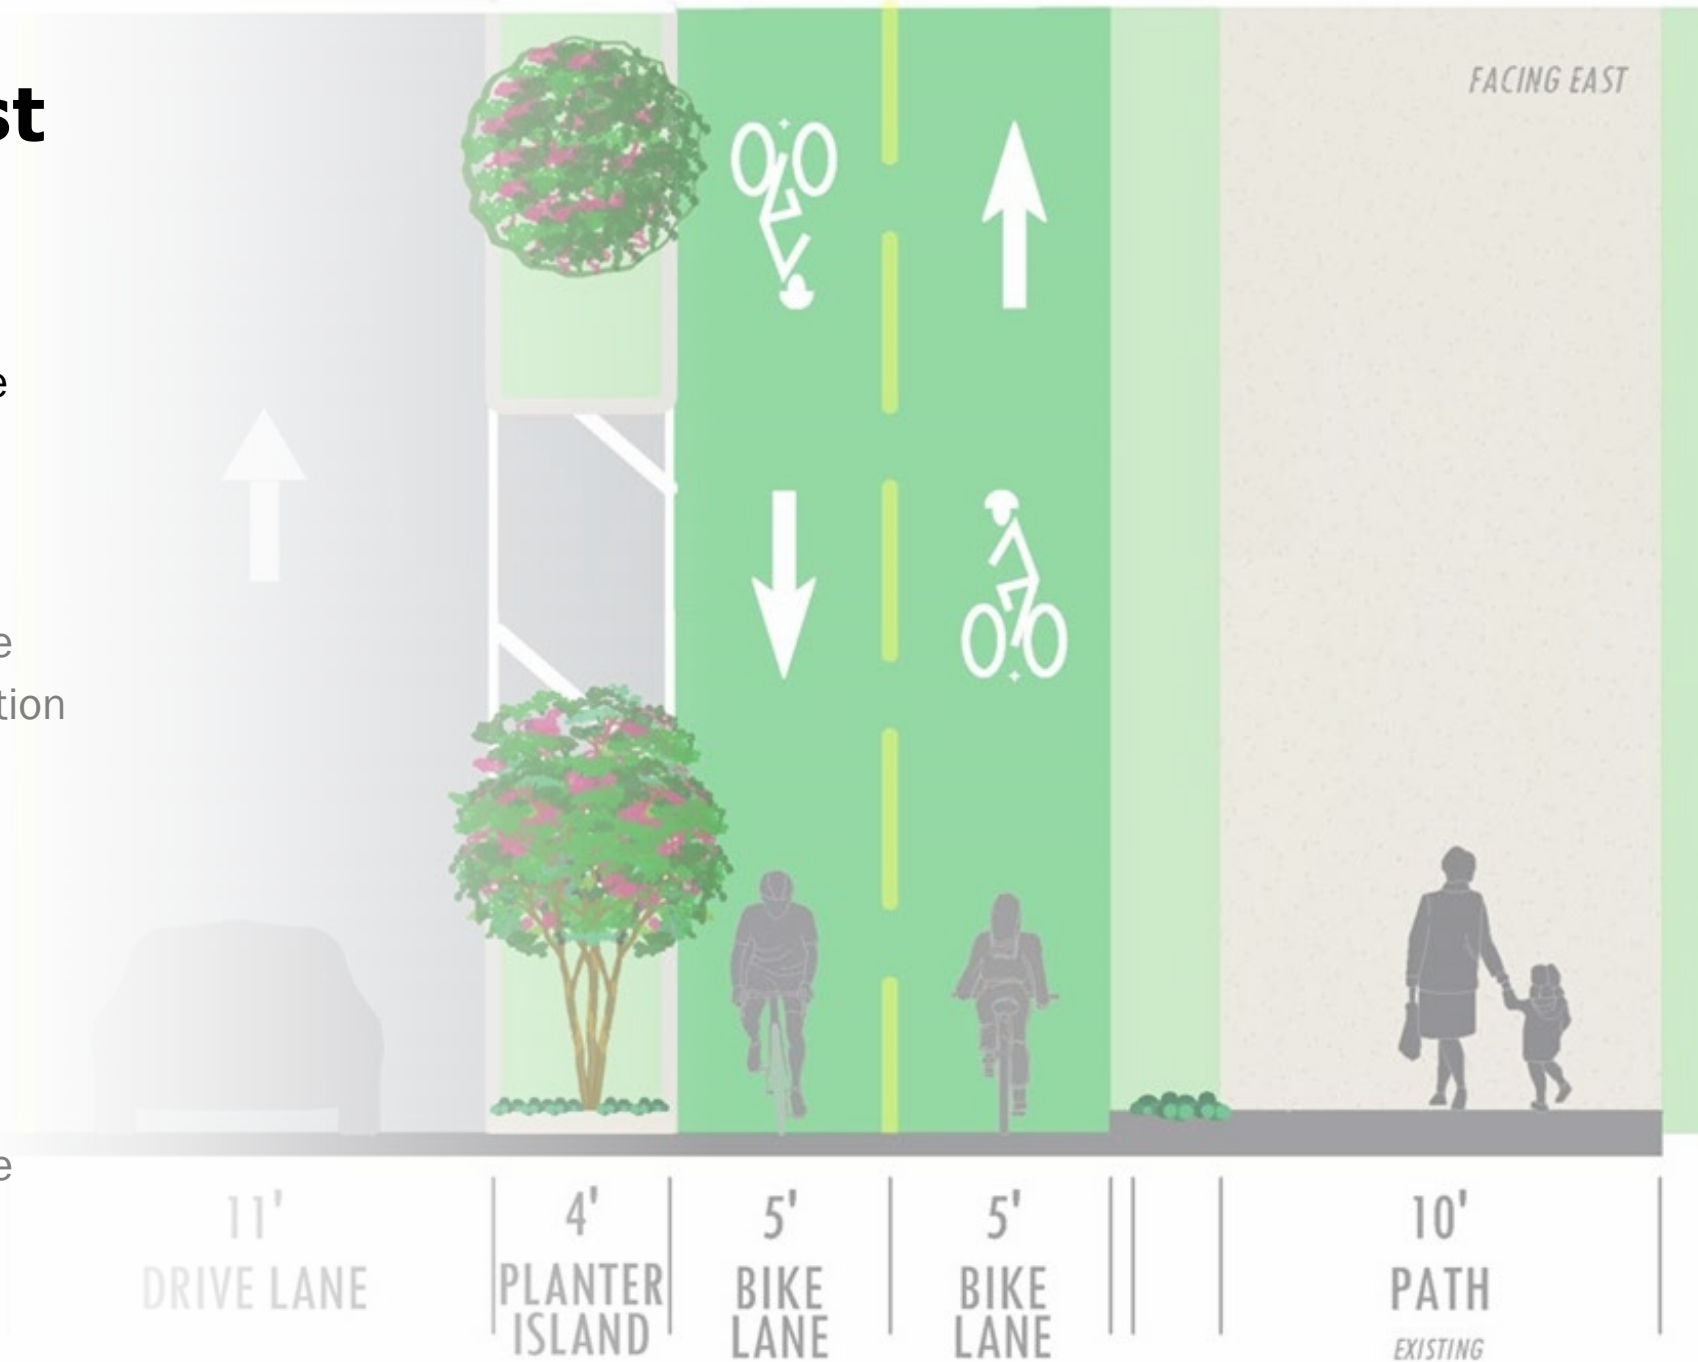 st
FACING EAST
e
e
tion
e
11'
DRIVE LANE
4'
PLANTER
ISLAND
5'
BIKE
LANE
5'
BIKE
LANE
10'
PATH
EXISTING